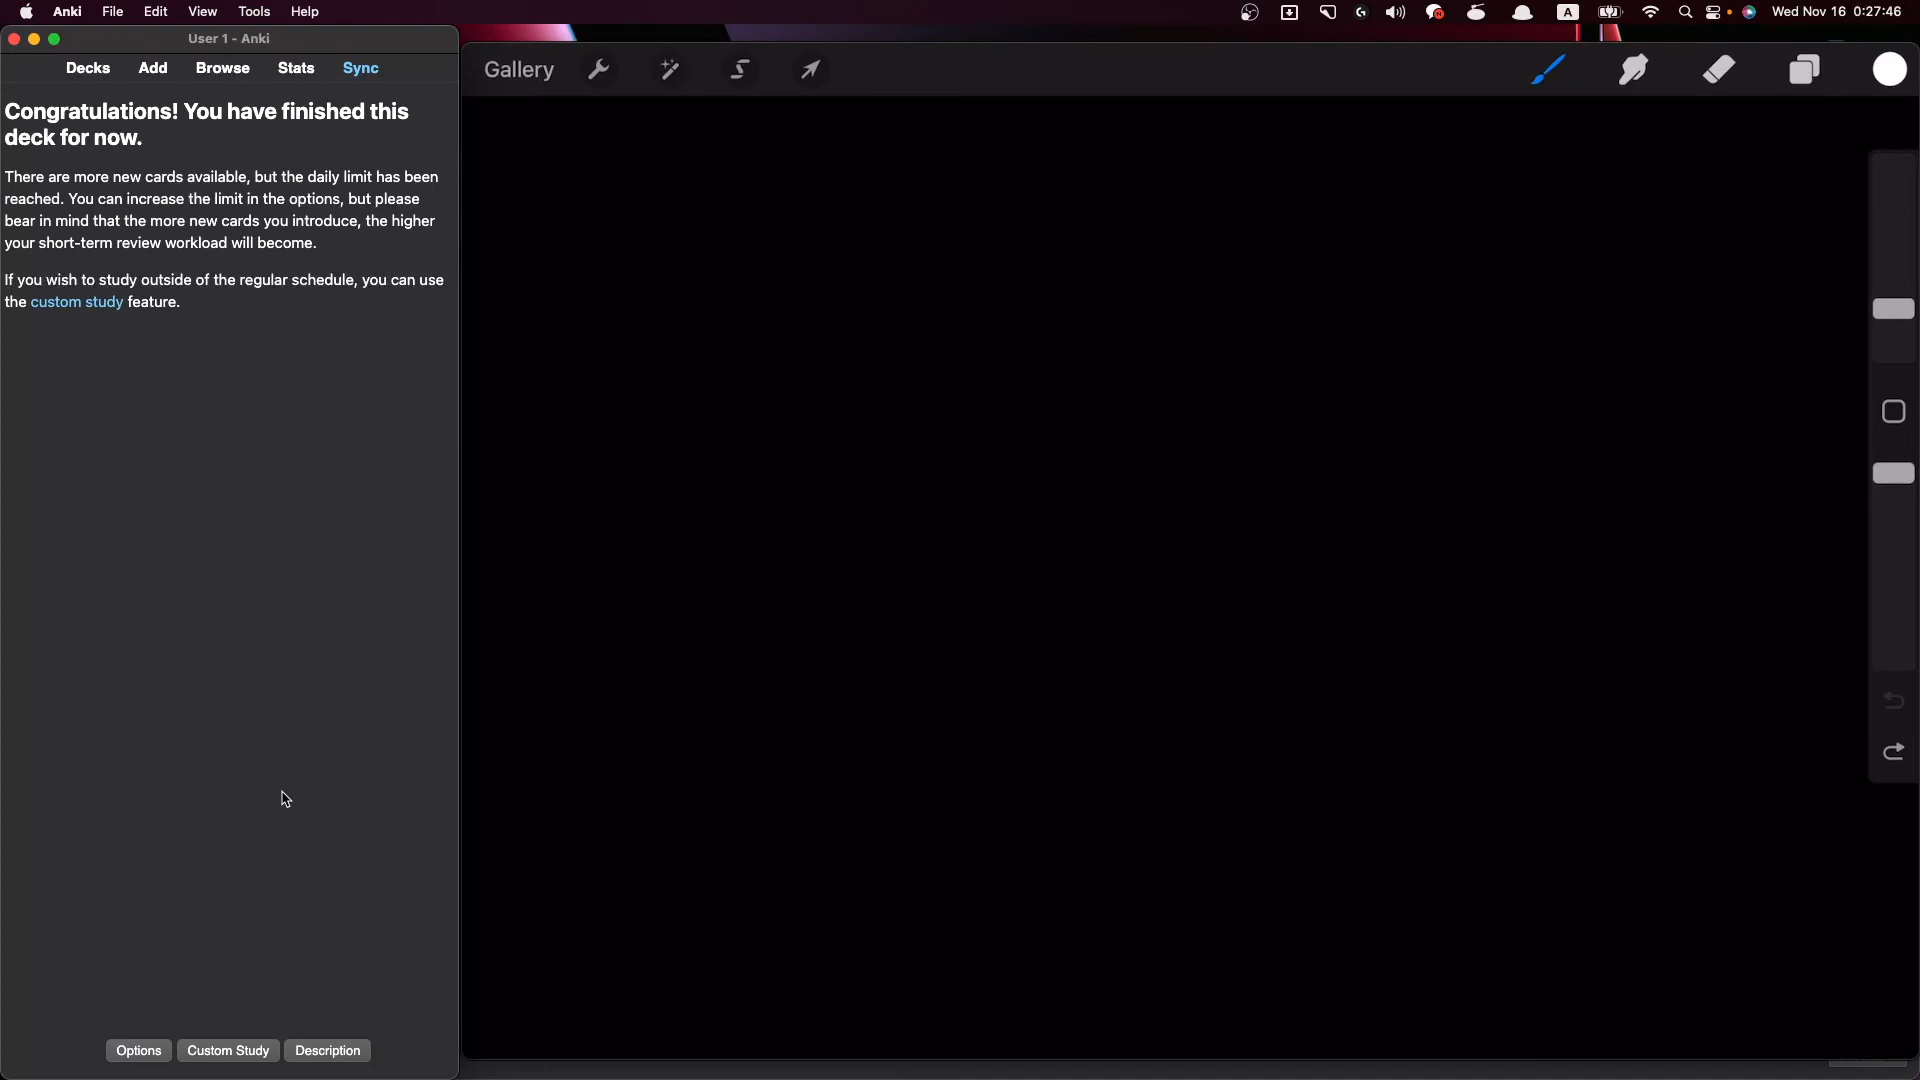 Anki File Edit View Tools Help
A
Wed Nov 16 0:27:46
User 1 - Anki
Decks Add Browse Stats Sync
Gallery
Congratulations! You have finished this
deck for now.
There are more new cards available, but the daily limit has been
reached. You can increase the limit in the options, but please
bear in mind that the more new cards you introduce, the higher
your short-term review workload will become.
If you wish to study outside of the regular schedule, you can use
the custom study feature.
Options Custom Study Description